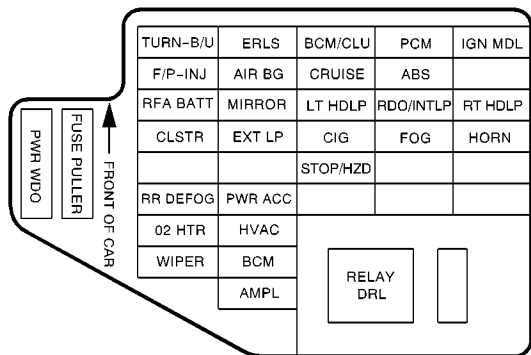 TURN-B/U ERLS BCM/CLU PCM IGN MDL
F/P-INJ AIR BG CRUISE ABS
RFA BATT MIRROR LT HDLP RDO/INTLP RT HDLP
CLSTR EXT LP CIG FOG HORN
STOP/HZD
RR DEFOG PWR ACC
02 HTR HVAC
WIPER BCM
AMPL
RELAY
DRL
PWR WDO
FUSE PULLER
FRONT OF CAR